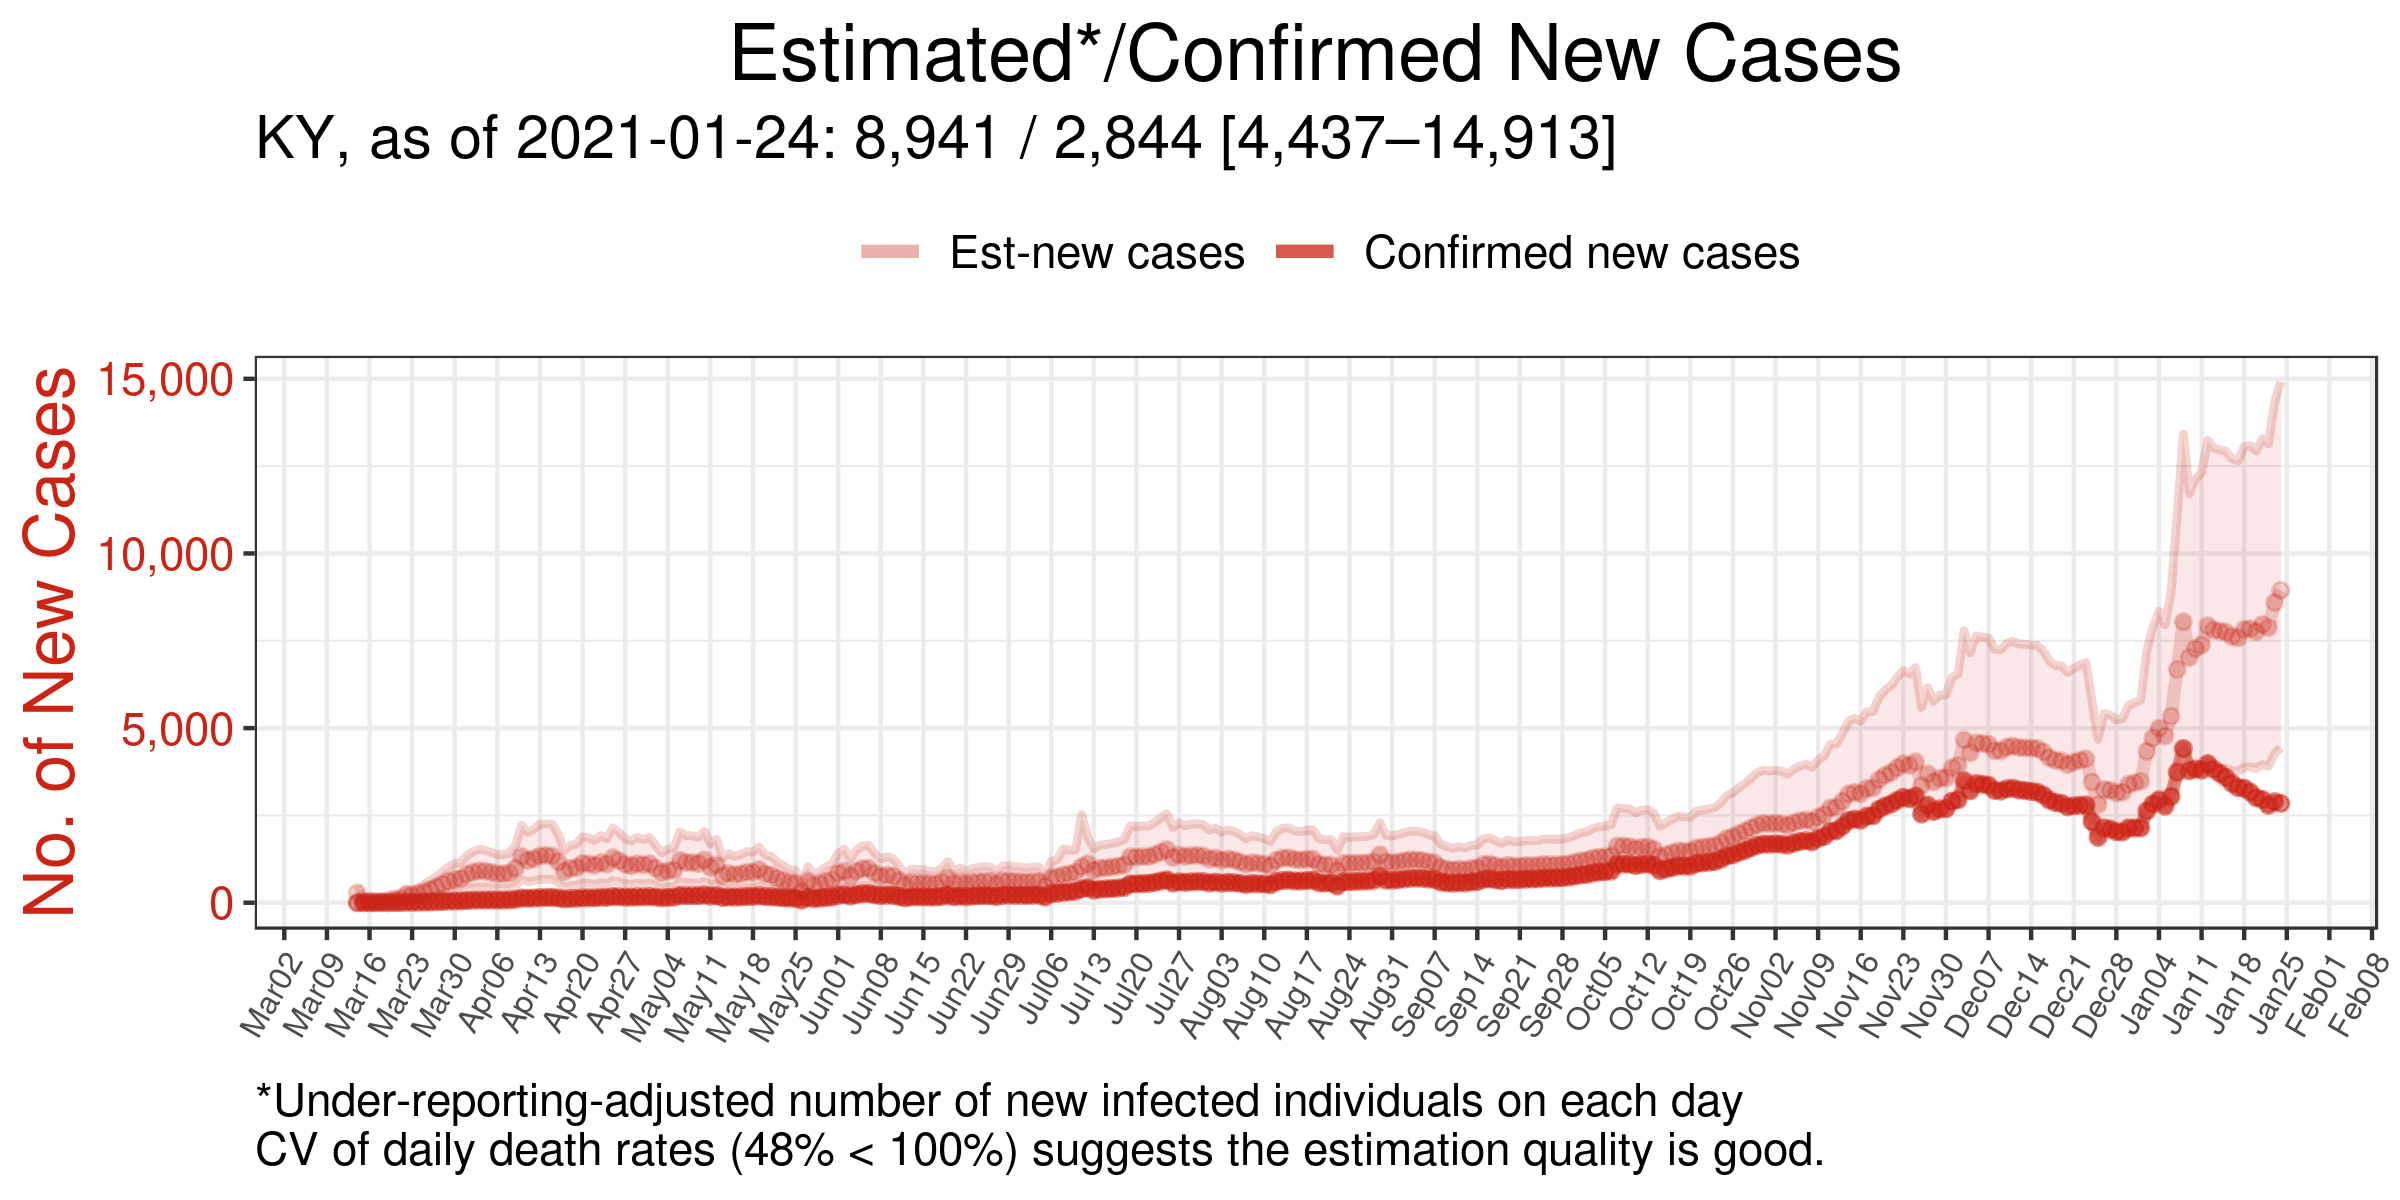 Estimated*/Confirmed New Cases
KY, as of 2021-01-24: 8,941 / 2,844 [4,437–14,913]
Est-new cases
Confirmed new cases
No. of New Cases
15,000
10,000
5,000
0
Mar02
Mar09
Mar16
Mar23
Mar30
Apr06
Apr13
Apr20
Apr27
May04
May11
May18
May25
Jun01
Jun08
Jun15
Jun22
Jun29
Jul06
Jul13
Jul20
Jul27
Aug03
Aug10
Aug17
Aug24
Aug31
Sep07
Sep14
Sep21
Sep28
Oct05
Oct12
Oct19
Oct26
Nov02
Nov09
Nov16
Nov23
Nov30
Dec07
Dec14
Dec21
Dec28
Jan04
Jan11
Jan18
Jan25
Feb01
Feb08
*Under-reporting-adjusted number of new infected individuals on each day
CV of daily death rates (48% < 100%) suggests the estimation quality is good.